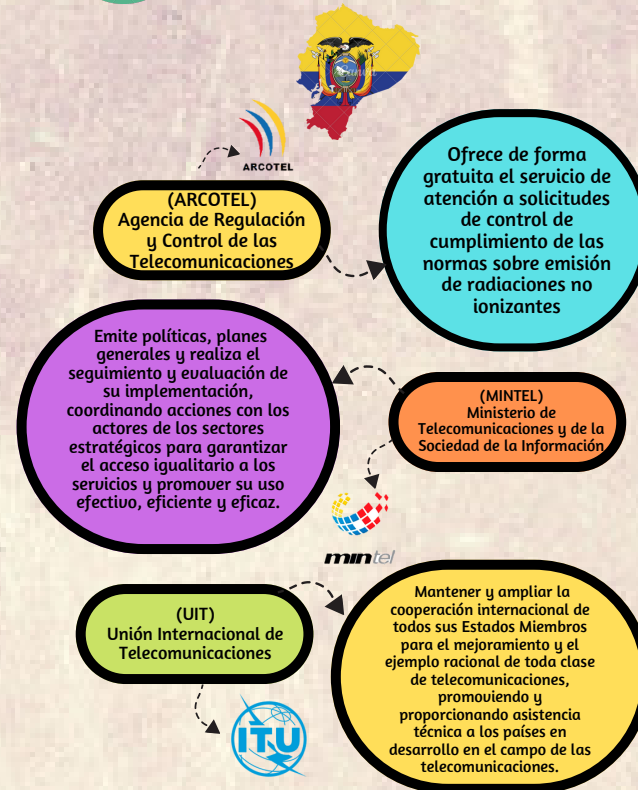 Canva
ARCOTEL
(ARCOTEL)
Agencia de Regulación
y Control de las
Telecomunicaciones
Ofrece de forma
gratuita el servicio de
atención a solicitudes
de control de
cumplimiento de las
normas sobre emisión
de radiaciones no
ionizantes
Emite políticas, planes
generales y realiza el
seguimiento y evaluación de
su implementación,
coordinando acciones con los
actores de los sectores
estratégicos para garantizar
el acceso igualitario a los
servicios y promover su uso
efectivo, eficiente y eficaz.
(MINTEL)
Ministerio de
Telecomunicaciones y de la
Sociedad de la Información
mintel
(UIT)
Unión Internacional de
Telecomunicaciones
ITU
Mantener y ampliar la
cooperación internacional de
todos sus Estados Miembros
para el mejoramiento y el
ejemplo racional de toda clase
de telecomunicaciones,
promoviendo y
proporcionando asistencia
técnica a los países en
desarrollo en el campo de las
telecomunicaciones.